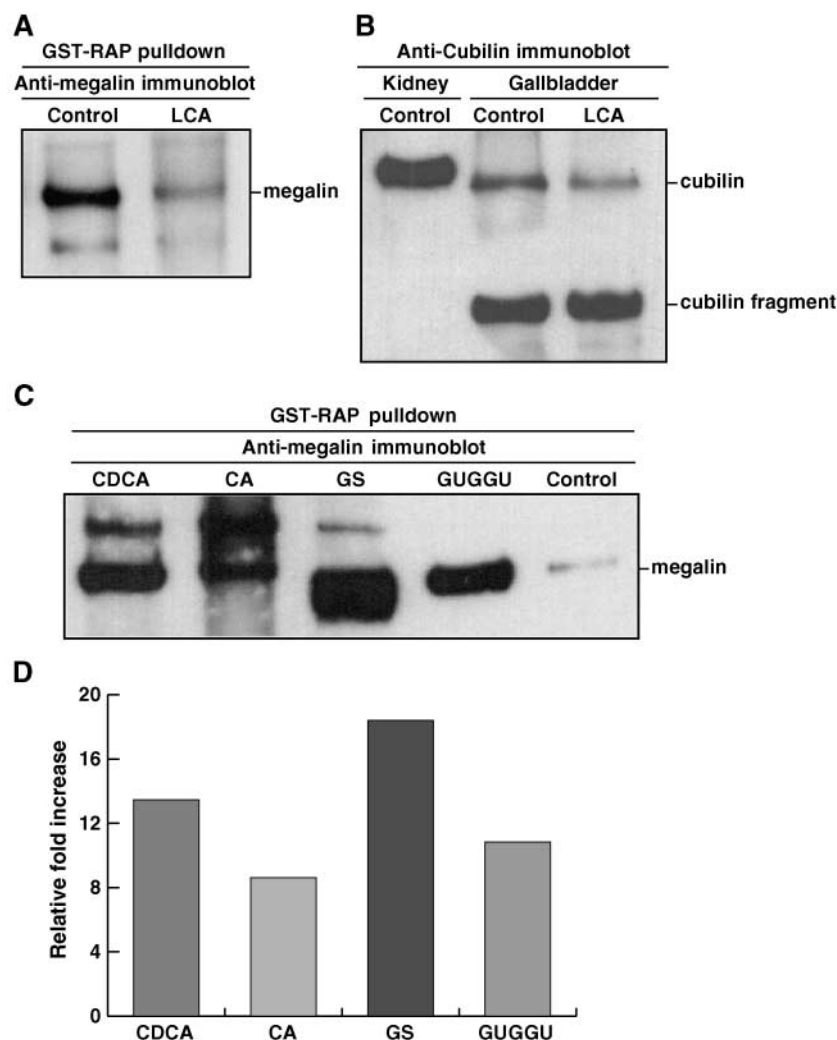 A
GST-RAP pulldown
Anti-megalin immunoblot
Control LCA
megalin
B
Anti-Cubilin immunoblot
Kidney Gallbladder
Control Control LCA
cubilin
cubilin fragment
C
GST-RAP pulldown
Anti-megalin immunoblot
CDCA CA GS GUGGU Control
megalin
D
Relative fold increase
20
16
12
8
4
0
CDCA CA GS GUGGU